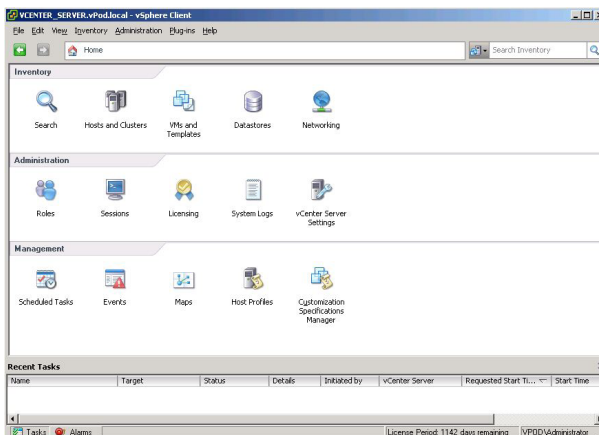 VCENTER_SERVER.vPod.local - vSphere Client
File Edit View Inventory Administration Plug-ins Help
Home
Search Inventory
Inventory
Search Hosts and Clusters VMs and Templates Datastores Networking
Administration
Roles Sessions Licensing System Logs vCenter Server Settings
Management
Scheduled Tasks Events Maps Host Profiles Customization Specifications Manager
Recent Tasks
Name Target Status Details Initiated by vCenter Server Requested Start Ti... Start Time
Tasks Alarms License Period: 1142 days remaining VPOD\Administrator